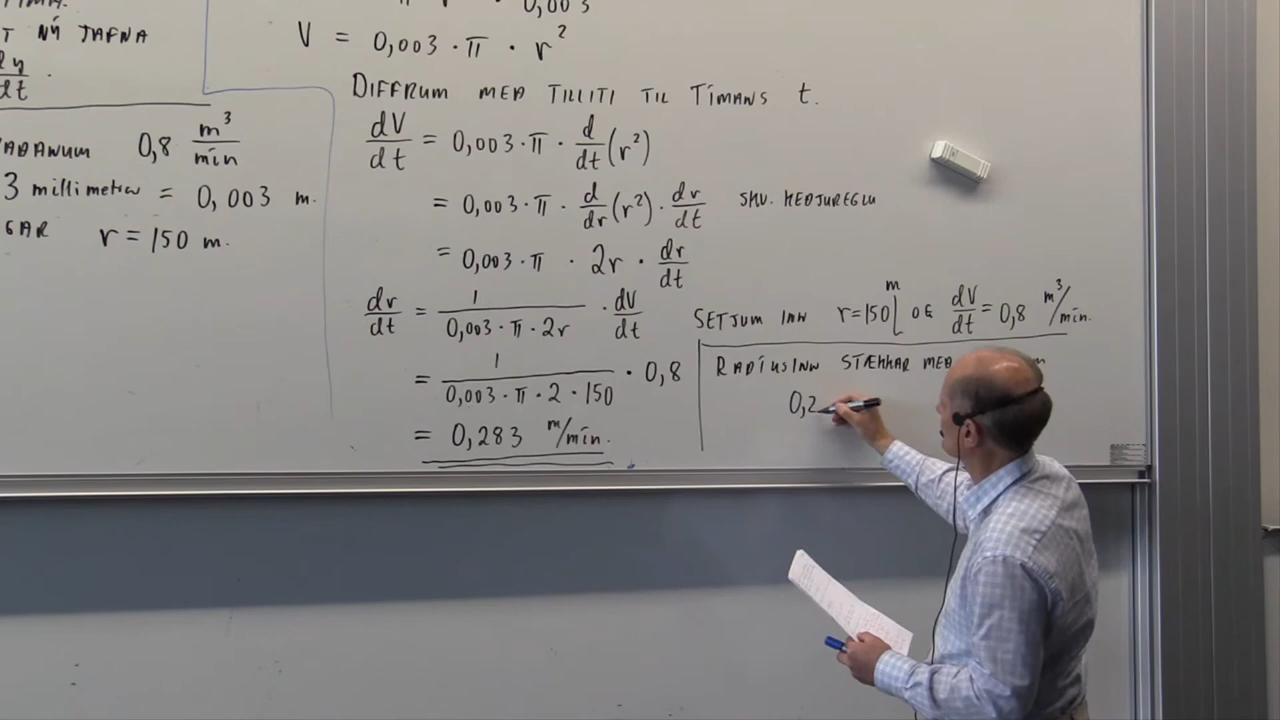 T NÝ JAFNA
dy/dt.
0,8 m³/mín
3 millimetrar = 0,003 m.
r = 150 m.
0,003
V = 0,003 · π · r²
DIFFRUM MEÐ TILLITI TIL TÍMANS t.
dV/dt = 0,003 · π · d/dt (r²)
= 0,003 · π · d/dr (r²) · dr/dt SKV. KEÐJUREGLU
= 0,003 · π · 2r · dr/dt
dr/dt = 1/(0,003 · π · 2r) · dV/dt
SETJUM INN r = 150 m OG dV/dt = 0,8 m³/mín.
= 1/(0,003 · π · 2 · 150) · 0,8
= 0,283 m/mín.
RADÍUSINN STÆKKAR MEÐ
0,2